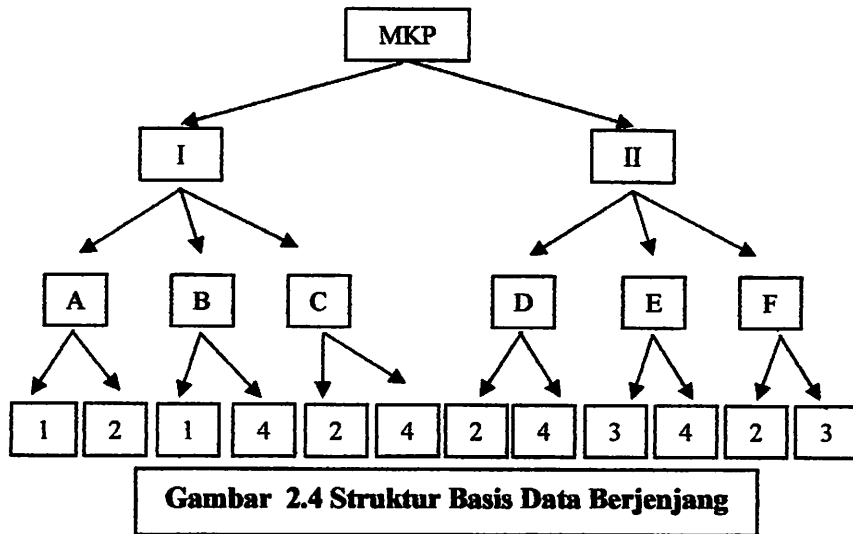 MKP
I II
A B C D E F
1 2 1 4 2 4 2 4 3 4 2 3
Gambar 2.4 Struktur Basis Data Berjenjang